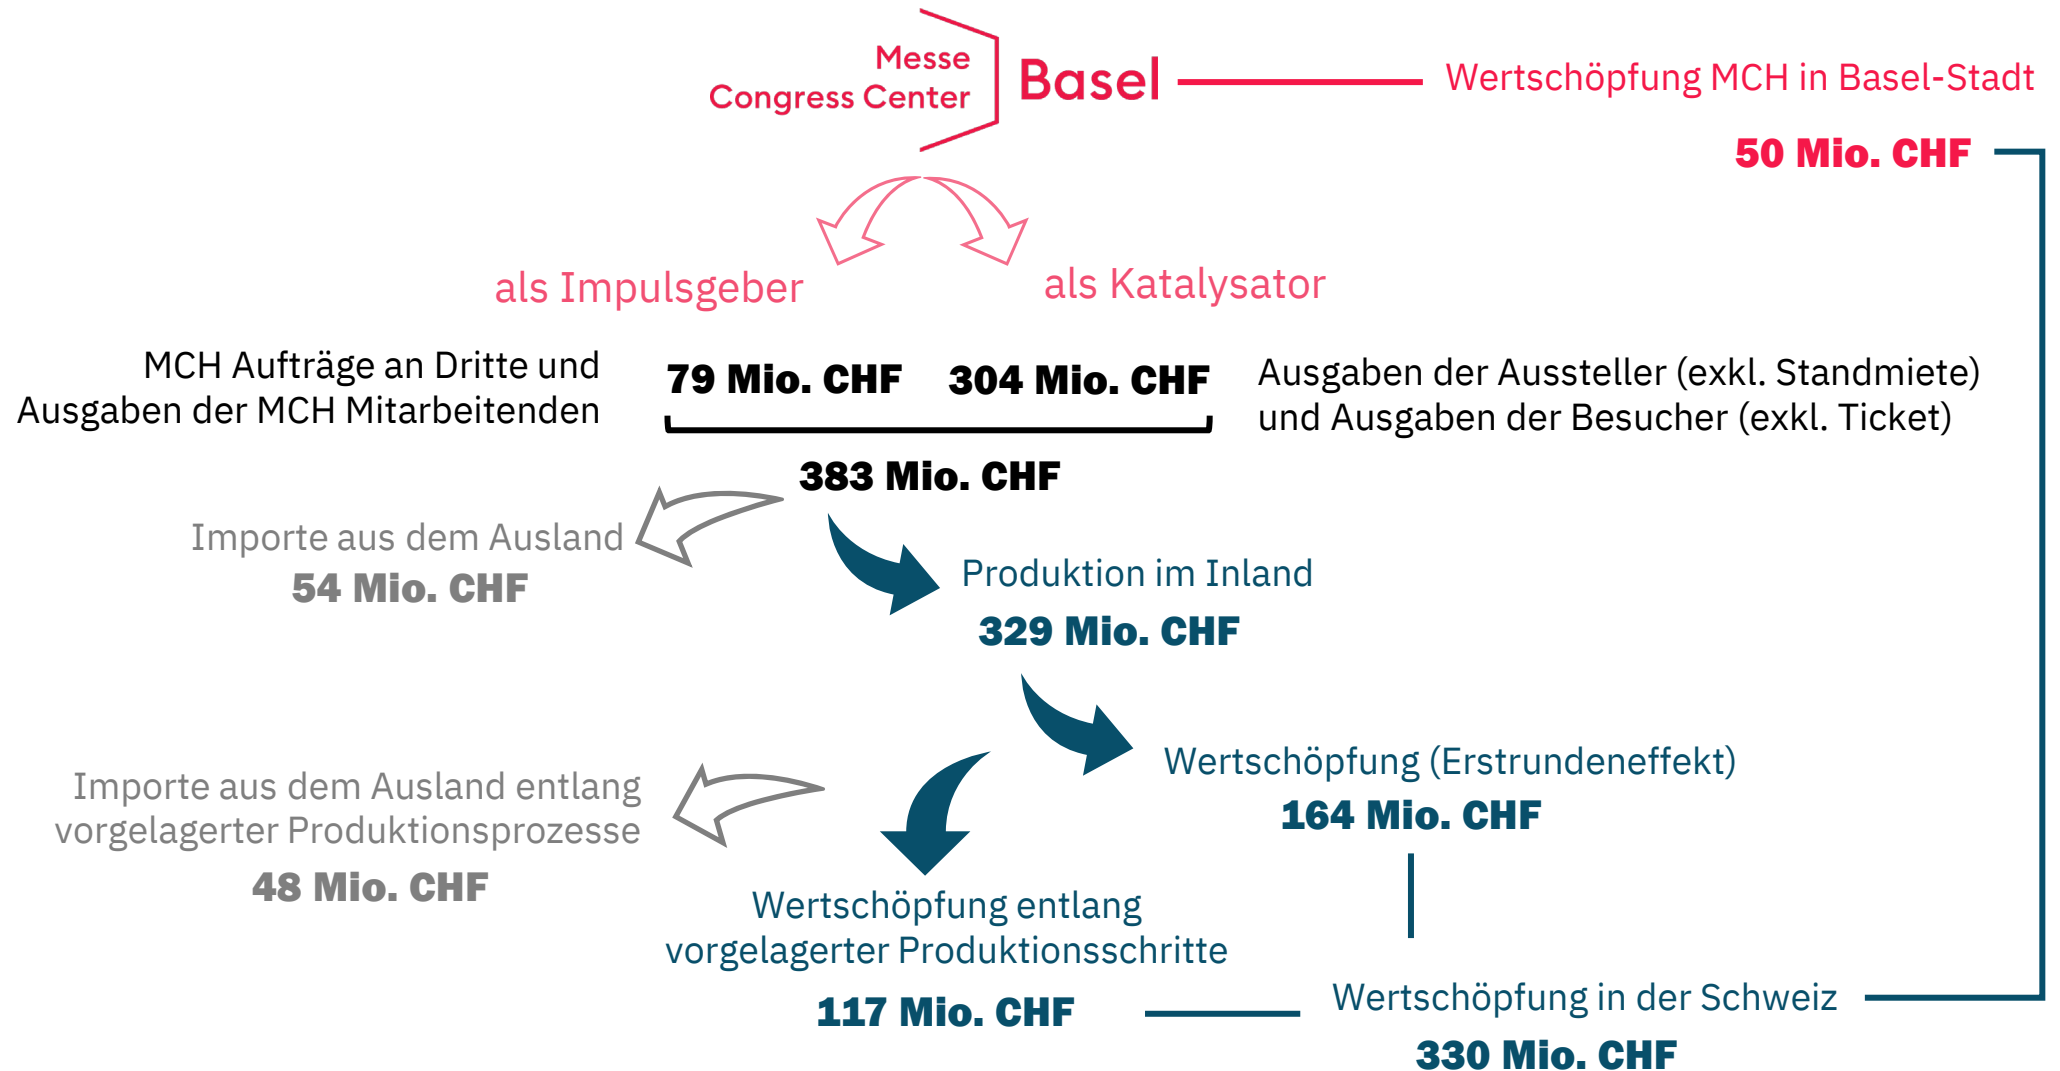 Messe
Congress Center
Basel
Wertschöpfung MCH in Basel-Stadt
50 Mio. CHF
als Impulsgeber
als Katalysator
MCH Aufträge an Dritte und
Ausgaben der MCH Mitarbeitenden
79 Mio. CHF
304 Mio. CHF
Ausgaben der Aussteller (exkl. Standmiete)
und Ausgaben der Besucher (exkl. Ticket)
383 Mio. CHF
Importe aus dem Ausland
54 Mio. CHF
Produktion im Inland
329 Mio. CHF
Wertschöpfung (Erstrundeneffekt)
164 Mio. CHF
Importe aus dem Ausland entlang
vorgelagerter Produktionsprozesse
48 Mio. CHF
Wertschöpfung entlang
vorgelagerter Produktionsschritte
117 Mio. CHF
Wertschöpfung in der Schweiz
330 Mio. CHF